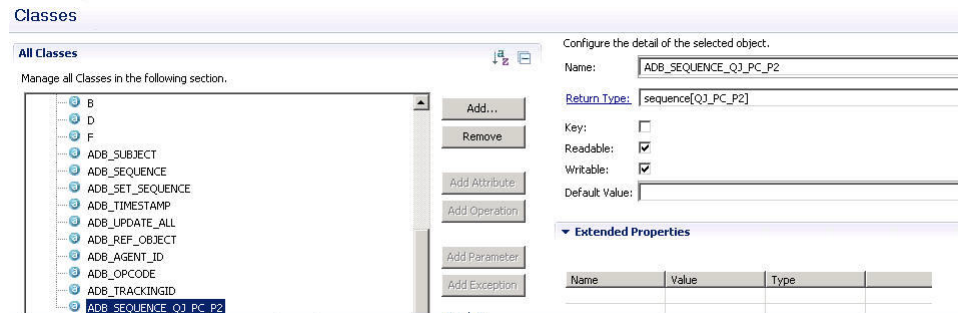 Classes
All Classes
Manage all Classes in the following section.
B
D
F
ADB_SUBJECT
ADB_SEQUENCE
ADB_SET_SEQUENCE
ADB_TIMESTAMP
ADB_UPDATE_ALL
ADB_REF_OBJECT
ADB_AGENT_ID
ADB_OPCODE
ADB_TRACKINGID
ADB_SEQUENCE_QJ_PC_P2
Add...
Remove
Add Attribute
Add Operation
Add Parameter
Add Exception
Configure the detail of the selected object.
Name: ADB_SEQUENCE_QJ_PC_P2
Return Type: sequence[QJ_PC_P2]
Key:
Readable:
Writable:
Default Value:
Extended Properties
Name Value Type